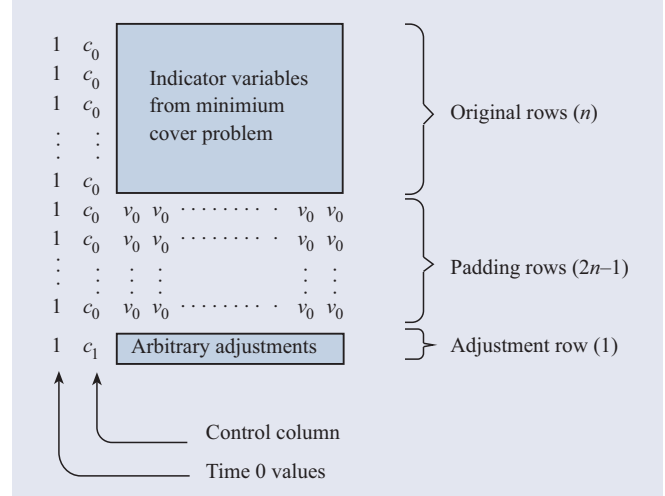 1 c₀
1 c₀
1 c₀
Indicator variables
from minimium
cover problem
1 c₀
Original rows (n)
1 c₀ v₀ v₀ · · · · · · · · · v₀ v₀
1 c₀ v₀ v₀ · · · · · · · · · v₀ v₀
1 c₀ v₀ v₀ · · · · · · · · · v₀ v₀
Padding rows (2n–1)
1 c₁ Arbitrary adjustments
Adjustment row (1)
Control column
Time 0 values